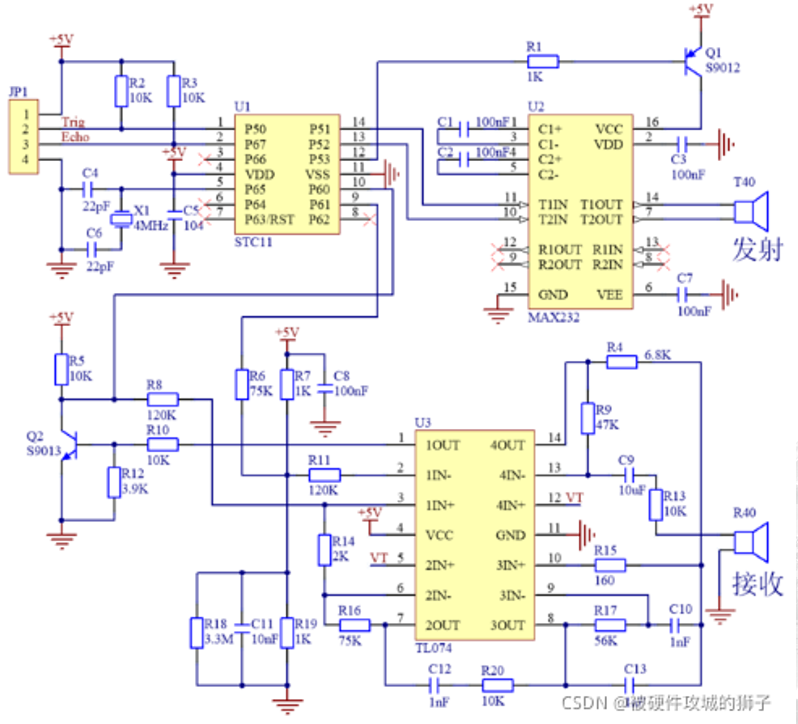 +5V
JP1
1
2
3
4
Trig
Echo
R2
10K
R3
10K
+5V
C4
22pF
X1
4MHz
C6
22pF
C5
104
U1
1 P50 P51 14
2 P67 P52 13
3 P66 P53 12
4 VDD VSS 11
5 P65 P60 10
6 P64 P61 9
7 P63/RST P62 8
STC11
+5V
R1
1K
Q1
S9012
C1 100nF
C2 100nF
U2
1 C1+ VCC 16
3 C1- VDD 2
4 C2+
5 C2-
11 T1IN T1OUT 14
10 T2IN T2OUT 7
12 R1OUT R1IN 13
9 R2OUT R2IN 8
15 GND VEE 6
MAX232
C3
100nF
C7
100nF
T40
发射
+5V
R5
10K
Q2
S9013
R8
120K
R10
10K
R12
3.9K
R6
75K
+5V
R7
1K
C8
100nF
R11
120K
+5V
R14
2K
VT
R16
75K
R18
3.3M
C11
10nF
R19
1K
U3
1 1OUT 4OUT 14
2 1IN- 4IN- 13
3 1IN+ 4IN+ 12 VT
4 VCC GND 11
5 2IN+ 3IN+ 10
6 2IN- 3IN- 9
7 2OUT 3OUT 8
TL074
R4
6.8K
R9
47K
C9
10uF
R13
10K
R40
接收
R15
160
R17
56K
C10
1nF
C12
1nF
R20
10K
C13
CSDN @被硬件攻城的狮子